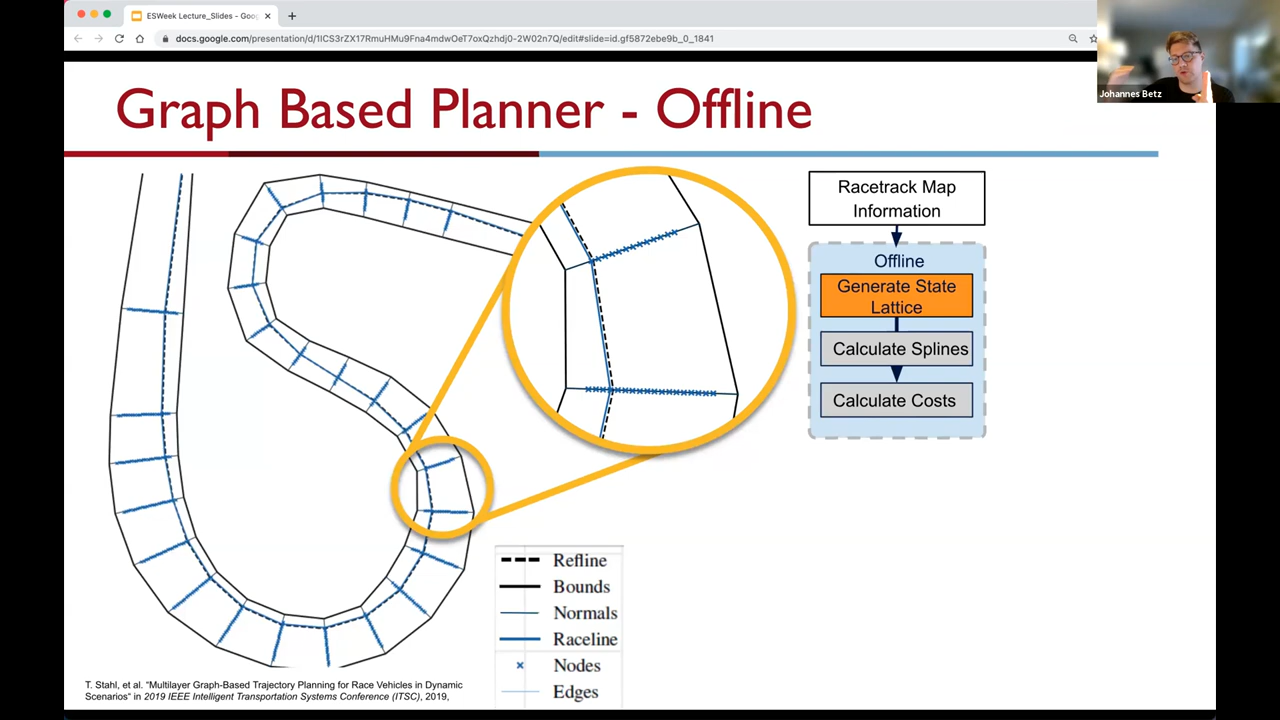 ESWeek Lecture_Slides - Goo
docs.google.com/presentation/d/1ICS3rZX17RmuHMu9Fna4mdwOeT7oxQzhdj0-2W02n7Q/edit#slide=id.gf5872ebe9b_0_1841
Johannes Betz
Graph Based Planner - Offline
Racetrack Map
Information
Offline
Generate State
Lattice
Calculate Splines
Calculate Costs
Refline
Bounds
Normals
Raceline
Nodes
Edges
T. Stahl, et al. "Multilayer Graph-Based Trajectory Planning for Race Vehicles in Dynamic
Scenarios" in 2019 IEEE Intelligent Transportation Systems Conference (ITSC), 2019,